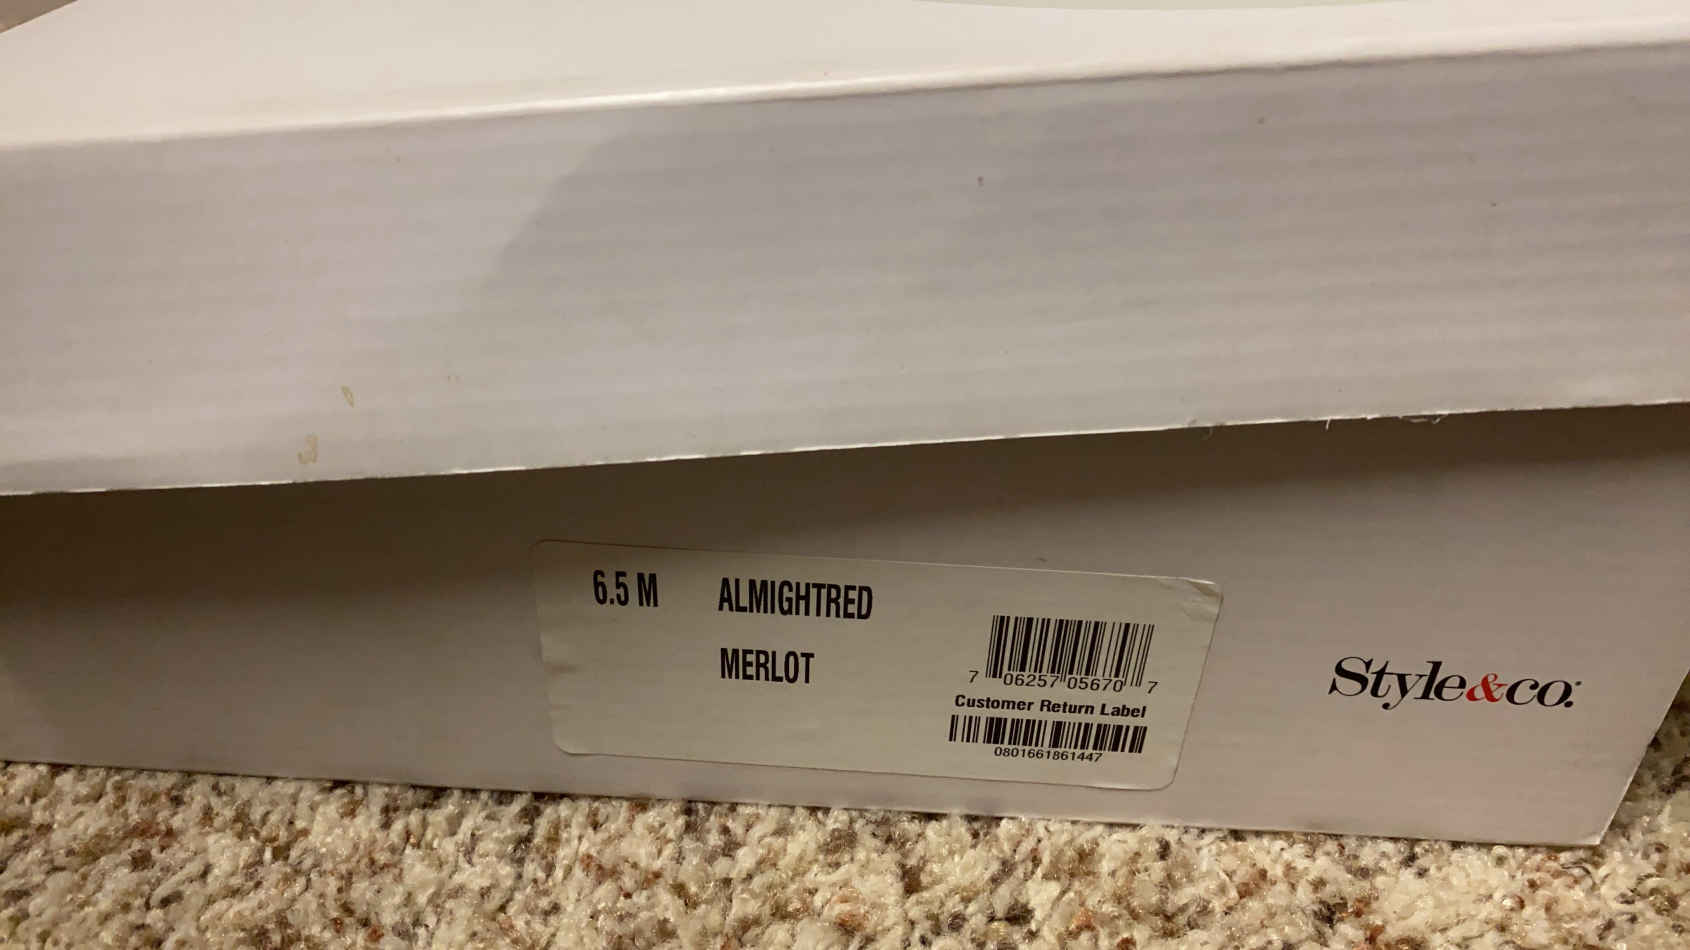 6.5 M ALMIGHTRED
MERLOT
7 06257 05670 7
Customer Return Label
0801661861447
Style&co.